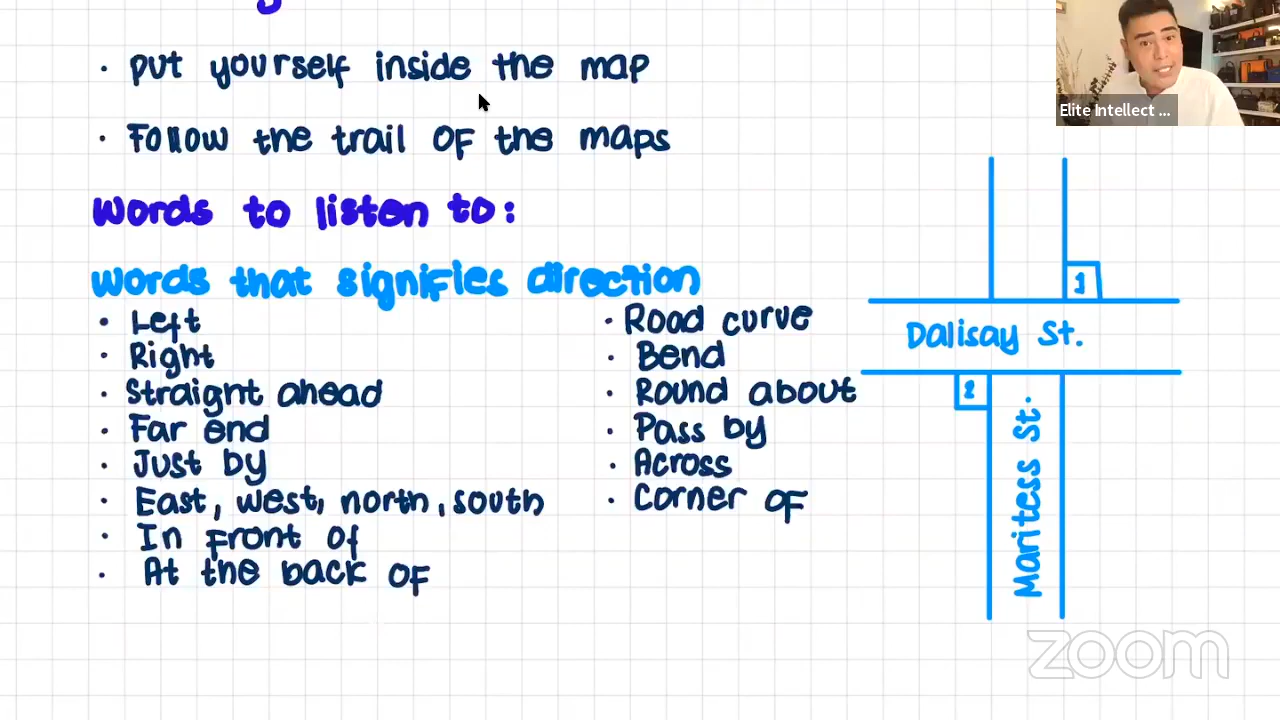 • Put yourself inside the map
• Follow the trail of the maps
Words to listen to:
Words that signifies direction
• Left
• Right
• Straight ahead
• Far end
• Just by
• East, west, north, south
• In front of
• At the back of
• Road curve
• Bend
• Round about
• Pass by
• Across
• Corner of
1
Dalisay St.
2
Maritess St.
Elite Intellect ...
zoom